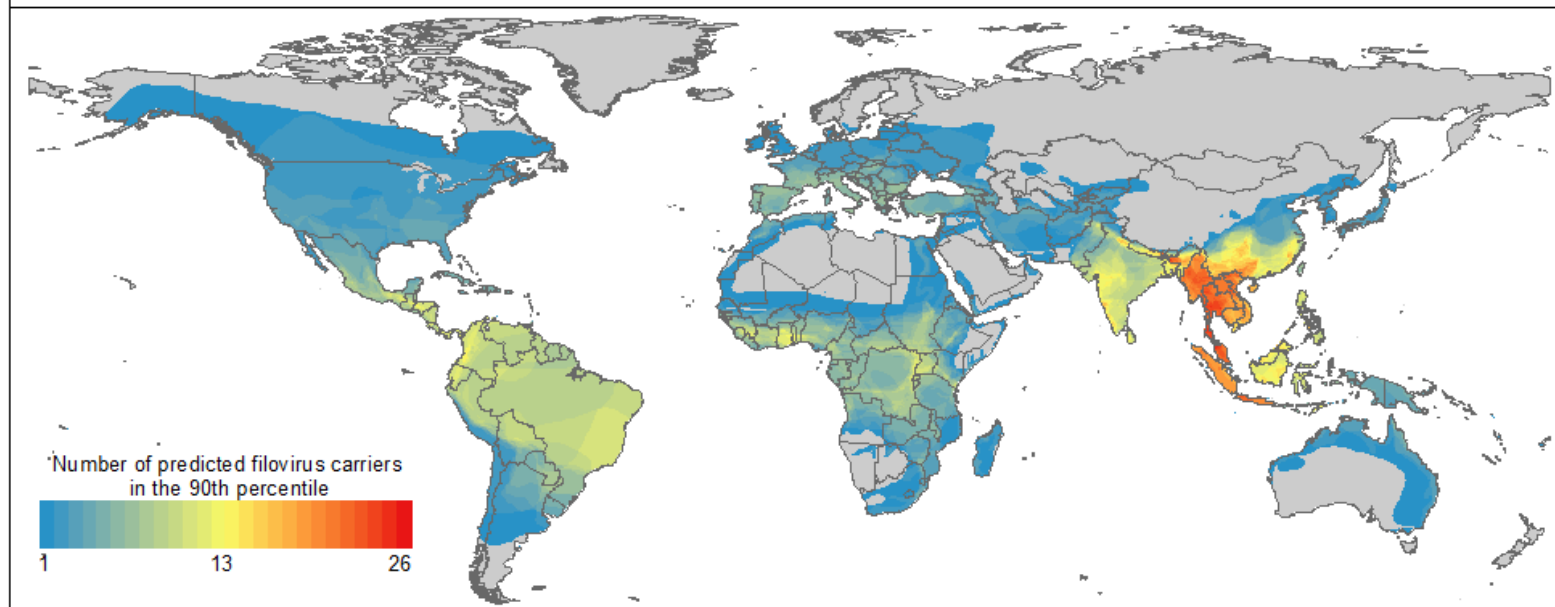 Number of predicted filovirus carriers
in the 90th percentile
1 13 26